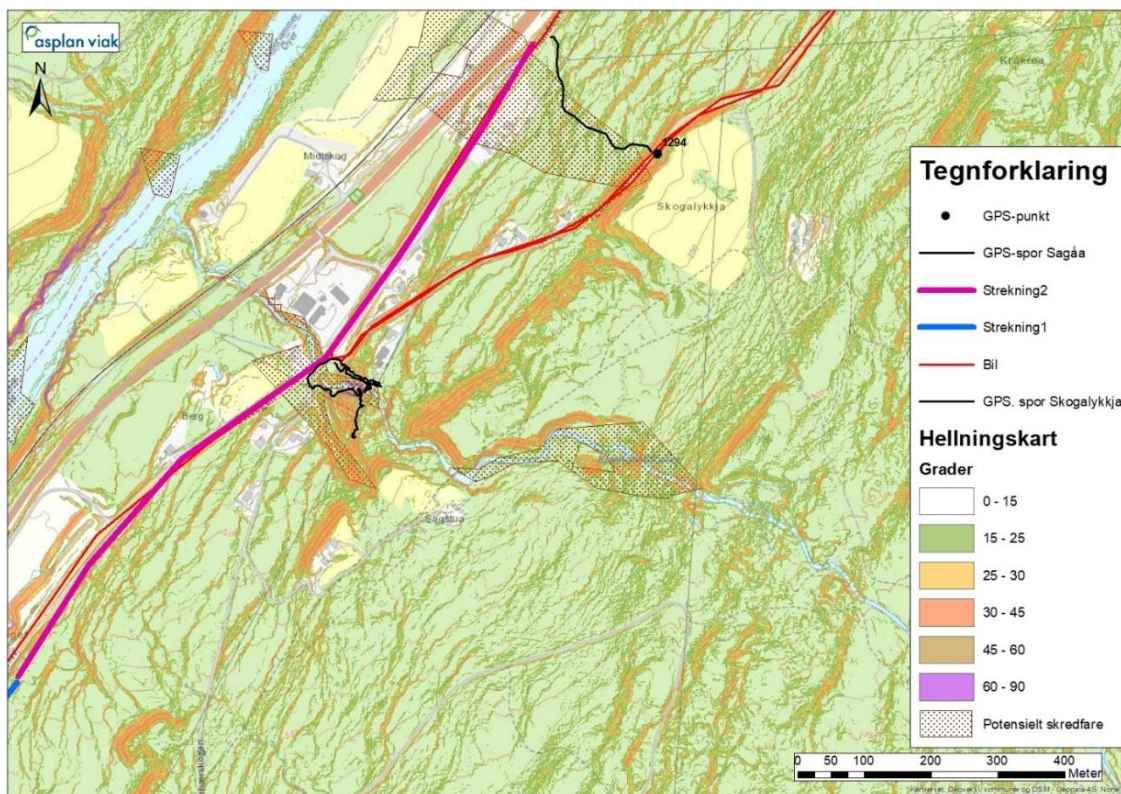 asplan viak
N
Øyer
Kråkroa
Midtskog
1294
Skogalykkja
Berg
Sagstua
Tegnforklaring
GPS-punkt
GPS-spor Sagåa
Strekning2
Strekning1
Bil
GPS. spor Skogalykkja
Hellningskart
Grader
0 - 15
15 - 25
25 - 30
30 - 45
45 - 60
60 - 90
Potensielt skredfare
0 50 100 200 300 400
Meter